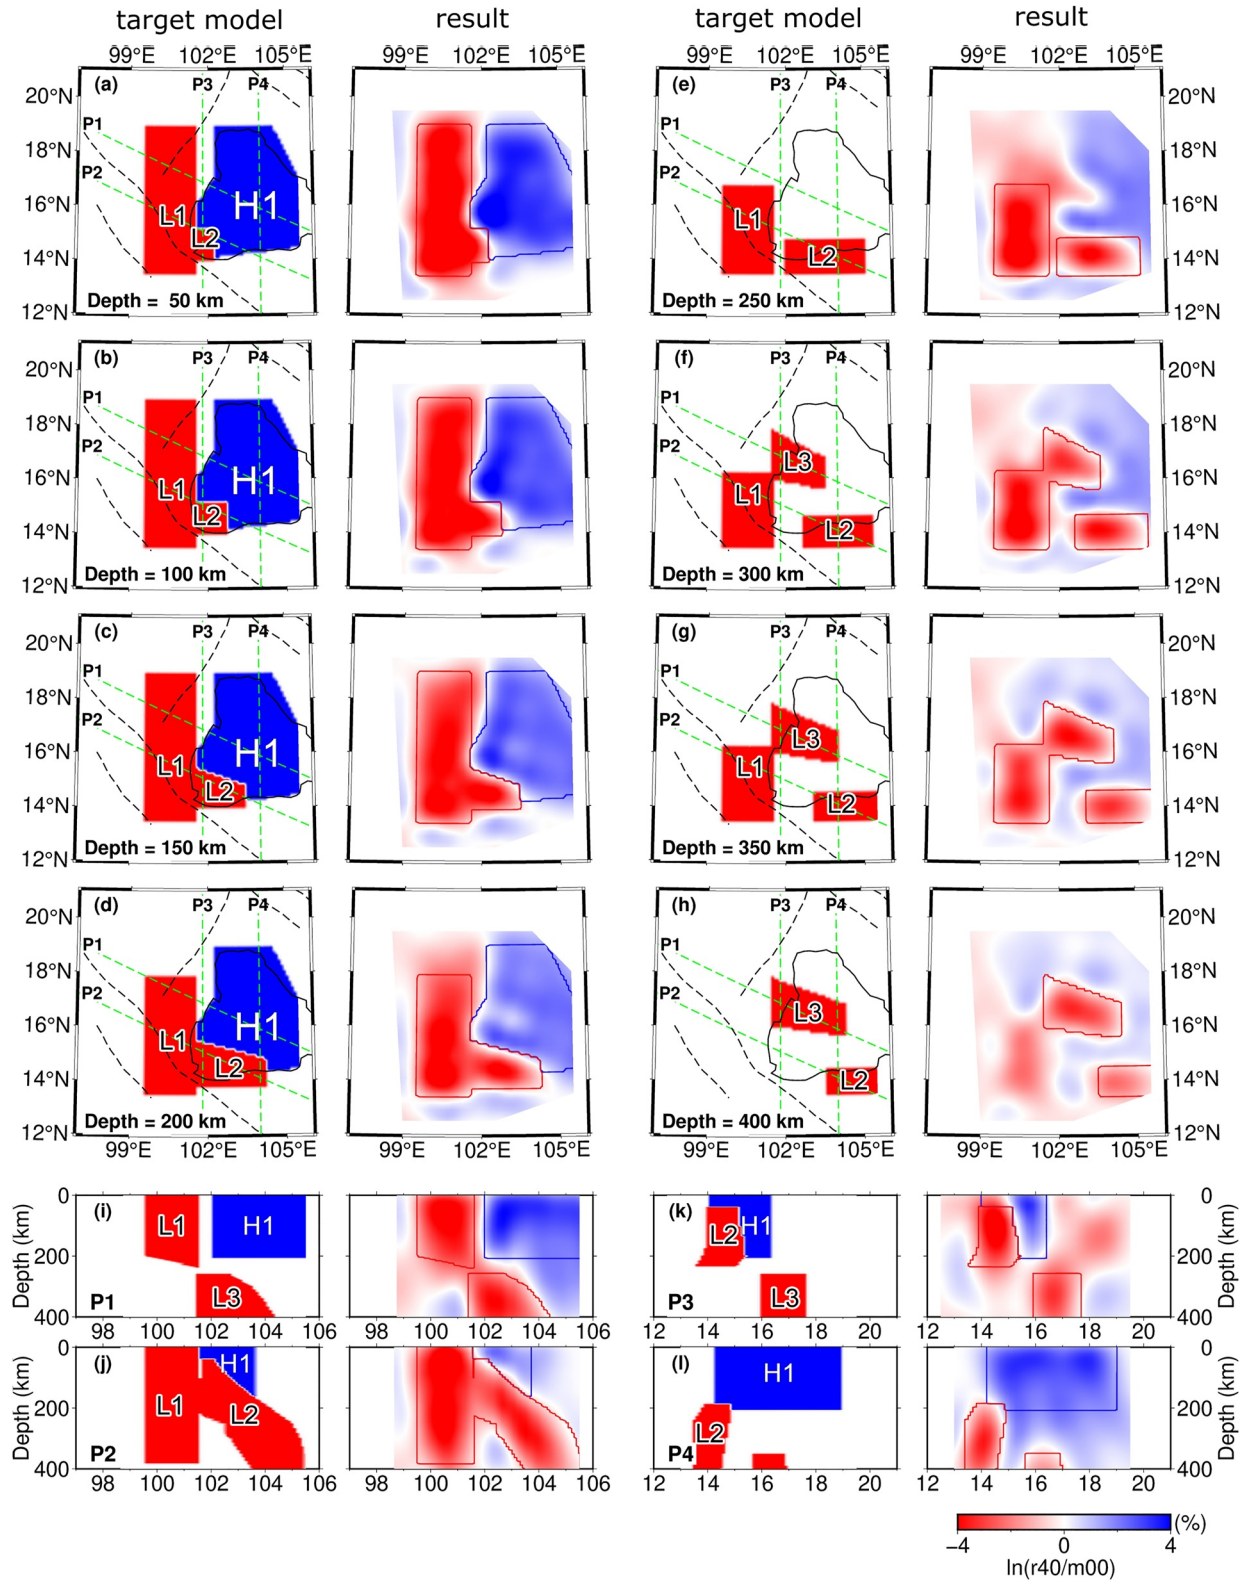 target model result target model result
99°E 102°E 105°E 99°E 102°E 105°E 99°E 102°E 105°E 99°E 102°E 105°E
(a) P3 P4 (e) P3 P4
20°N 20°N
P1 P1
18°N 18°N
P2 P2
16°N L1 H1 L1 16°N
L2 L2
14°N 14°N
Depth = 50 km Depth = 250 km
12°N 12°N
(b) P3 P4 (f) P3 P4
20°N 20°N
P1 P1
18°N 18°N
P2 P2
L3
16°N L1 H1 L1 16°N
L2 L2
14°N 14°N
Depth = 100 km Depth = 300 km
12°N 12°N
(c) P3 P4 (g) P3 P4
20°N 20°N
P1 P1
18°N 18°N
P2 P2
L3
16°N L1 H1 L1 16°N
L2 L2
14°N 14°N
Depth = 150 km Depth = 350 km
12°N 12°N
(d) P3 P4 (h) P3 P4
20°N 20°N
P1 P1
18°N 18°N
P2 P2
16°N L1 H1 L3 16°N
L2 L2
14°N 14°N
Depth = 200 km Depth = 400 km
12°N 12°N
99°E 102°E 105°E 99°E 102°E 105°E 99°E 102°E 105°E 99°E 102°E 105°E
0 (i) L1 H1 (k) L2 H1 0
Depth (km) 200 200 Depth (km)
400 P1 L3 P3 L3 400
98 100 102 104 106 98 100 102 104 106 12 14 16 18 20 12 14 16 18 20
0 (j) H1 (l) H1 0
Depth (km) 200 L1 L2 L2 200 Depth (km)
400 P2 P4 400
98 100 102 104 106 98 100 102 104 106 12 14 16 18 20 12 14 16 18 20
(%)
−4 0 4
ln(r40/m00)